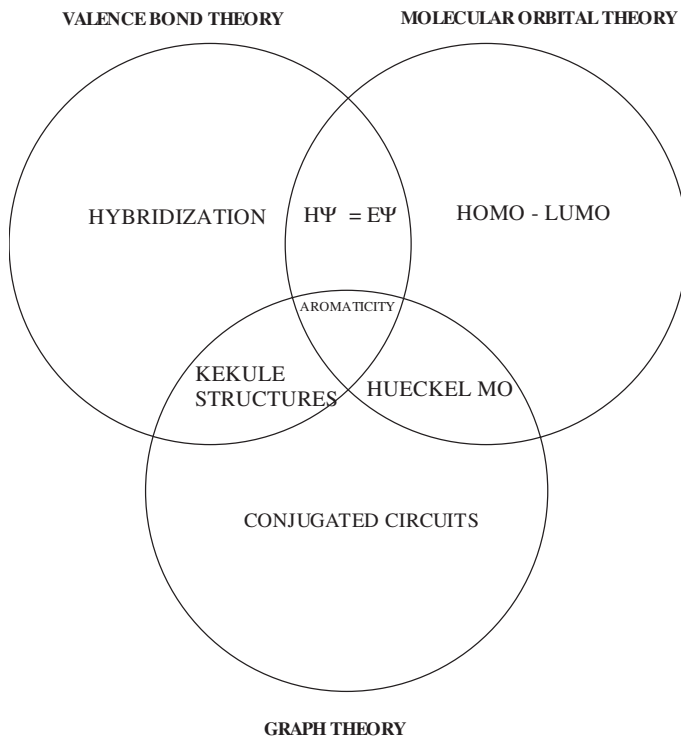 VALENCE BOND THEORY
MOLECULAR ORBITAL THEORY
HYBRIDIZATION
HΨ = EΨ
HOMO - LUMO
AROMATICITY
KEKULE
STRUCTURES
HUECKEL MO
CONJUGATED CIRCUITS
GRAPH THEORY